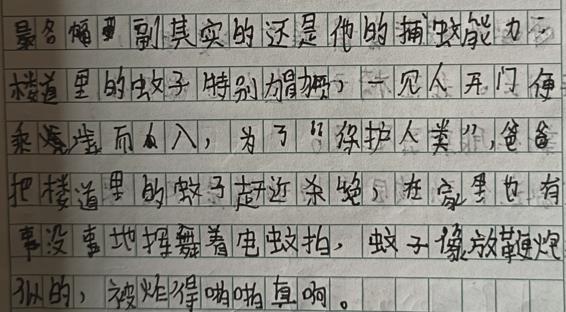 最名副其实的还是他的捕蚊能力。
楼道里的蚊子特别猖獗，一见人开门便
乘虚而入，为了“保护人类”，爸爸
把楼道里的蚊子赶近杀绝，在家里也有
事没事地挥舞着电蚊拍，蚊子像放鞭炮
似的，被炸得啪啪直响。